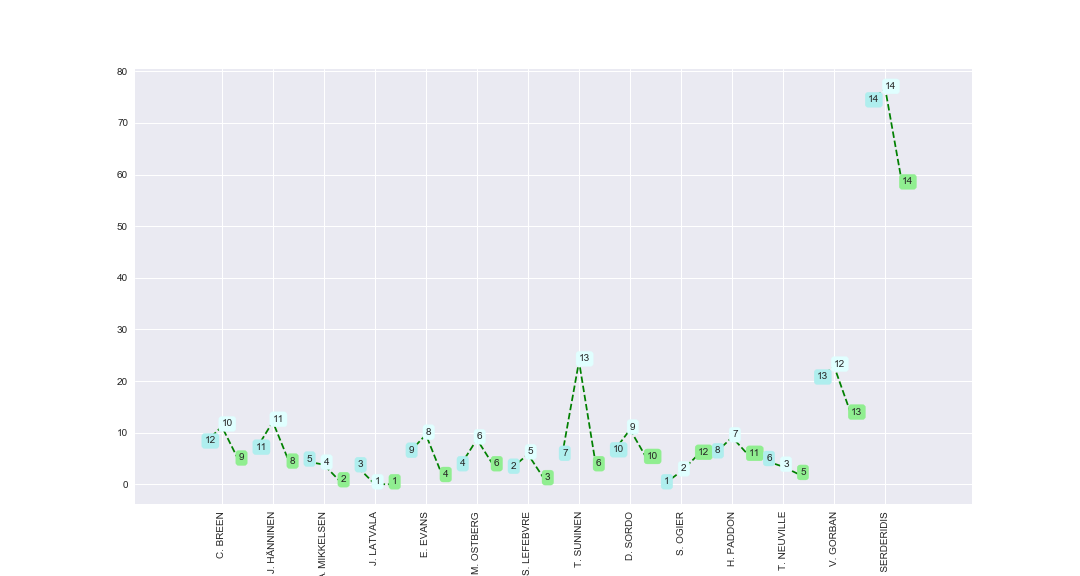 80
70
60
50
40
30
20
10
0
12 10 9
11 11 8
5 4 2
3 1 1
9 8 4
4 6 6
2 5 3
7 13 6
10 9 10
1 2 12
8 7 11
6 3 5
13 12 13
14 14 14
C. BREEN
J. HANNINEN
MIKKELSEN
J. LATVALA
E. EVANS
M. OSTBERG
S. LEFEBVRE
T. SUNINEN
D. SORDO
S. OGIER
H. PADDON
T. NEUVILLE
V. GORBAN
SERDERIDIS